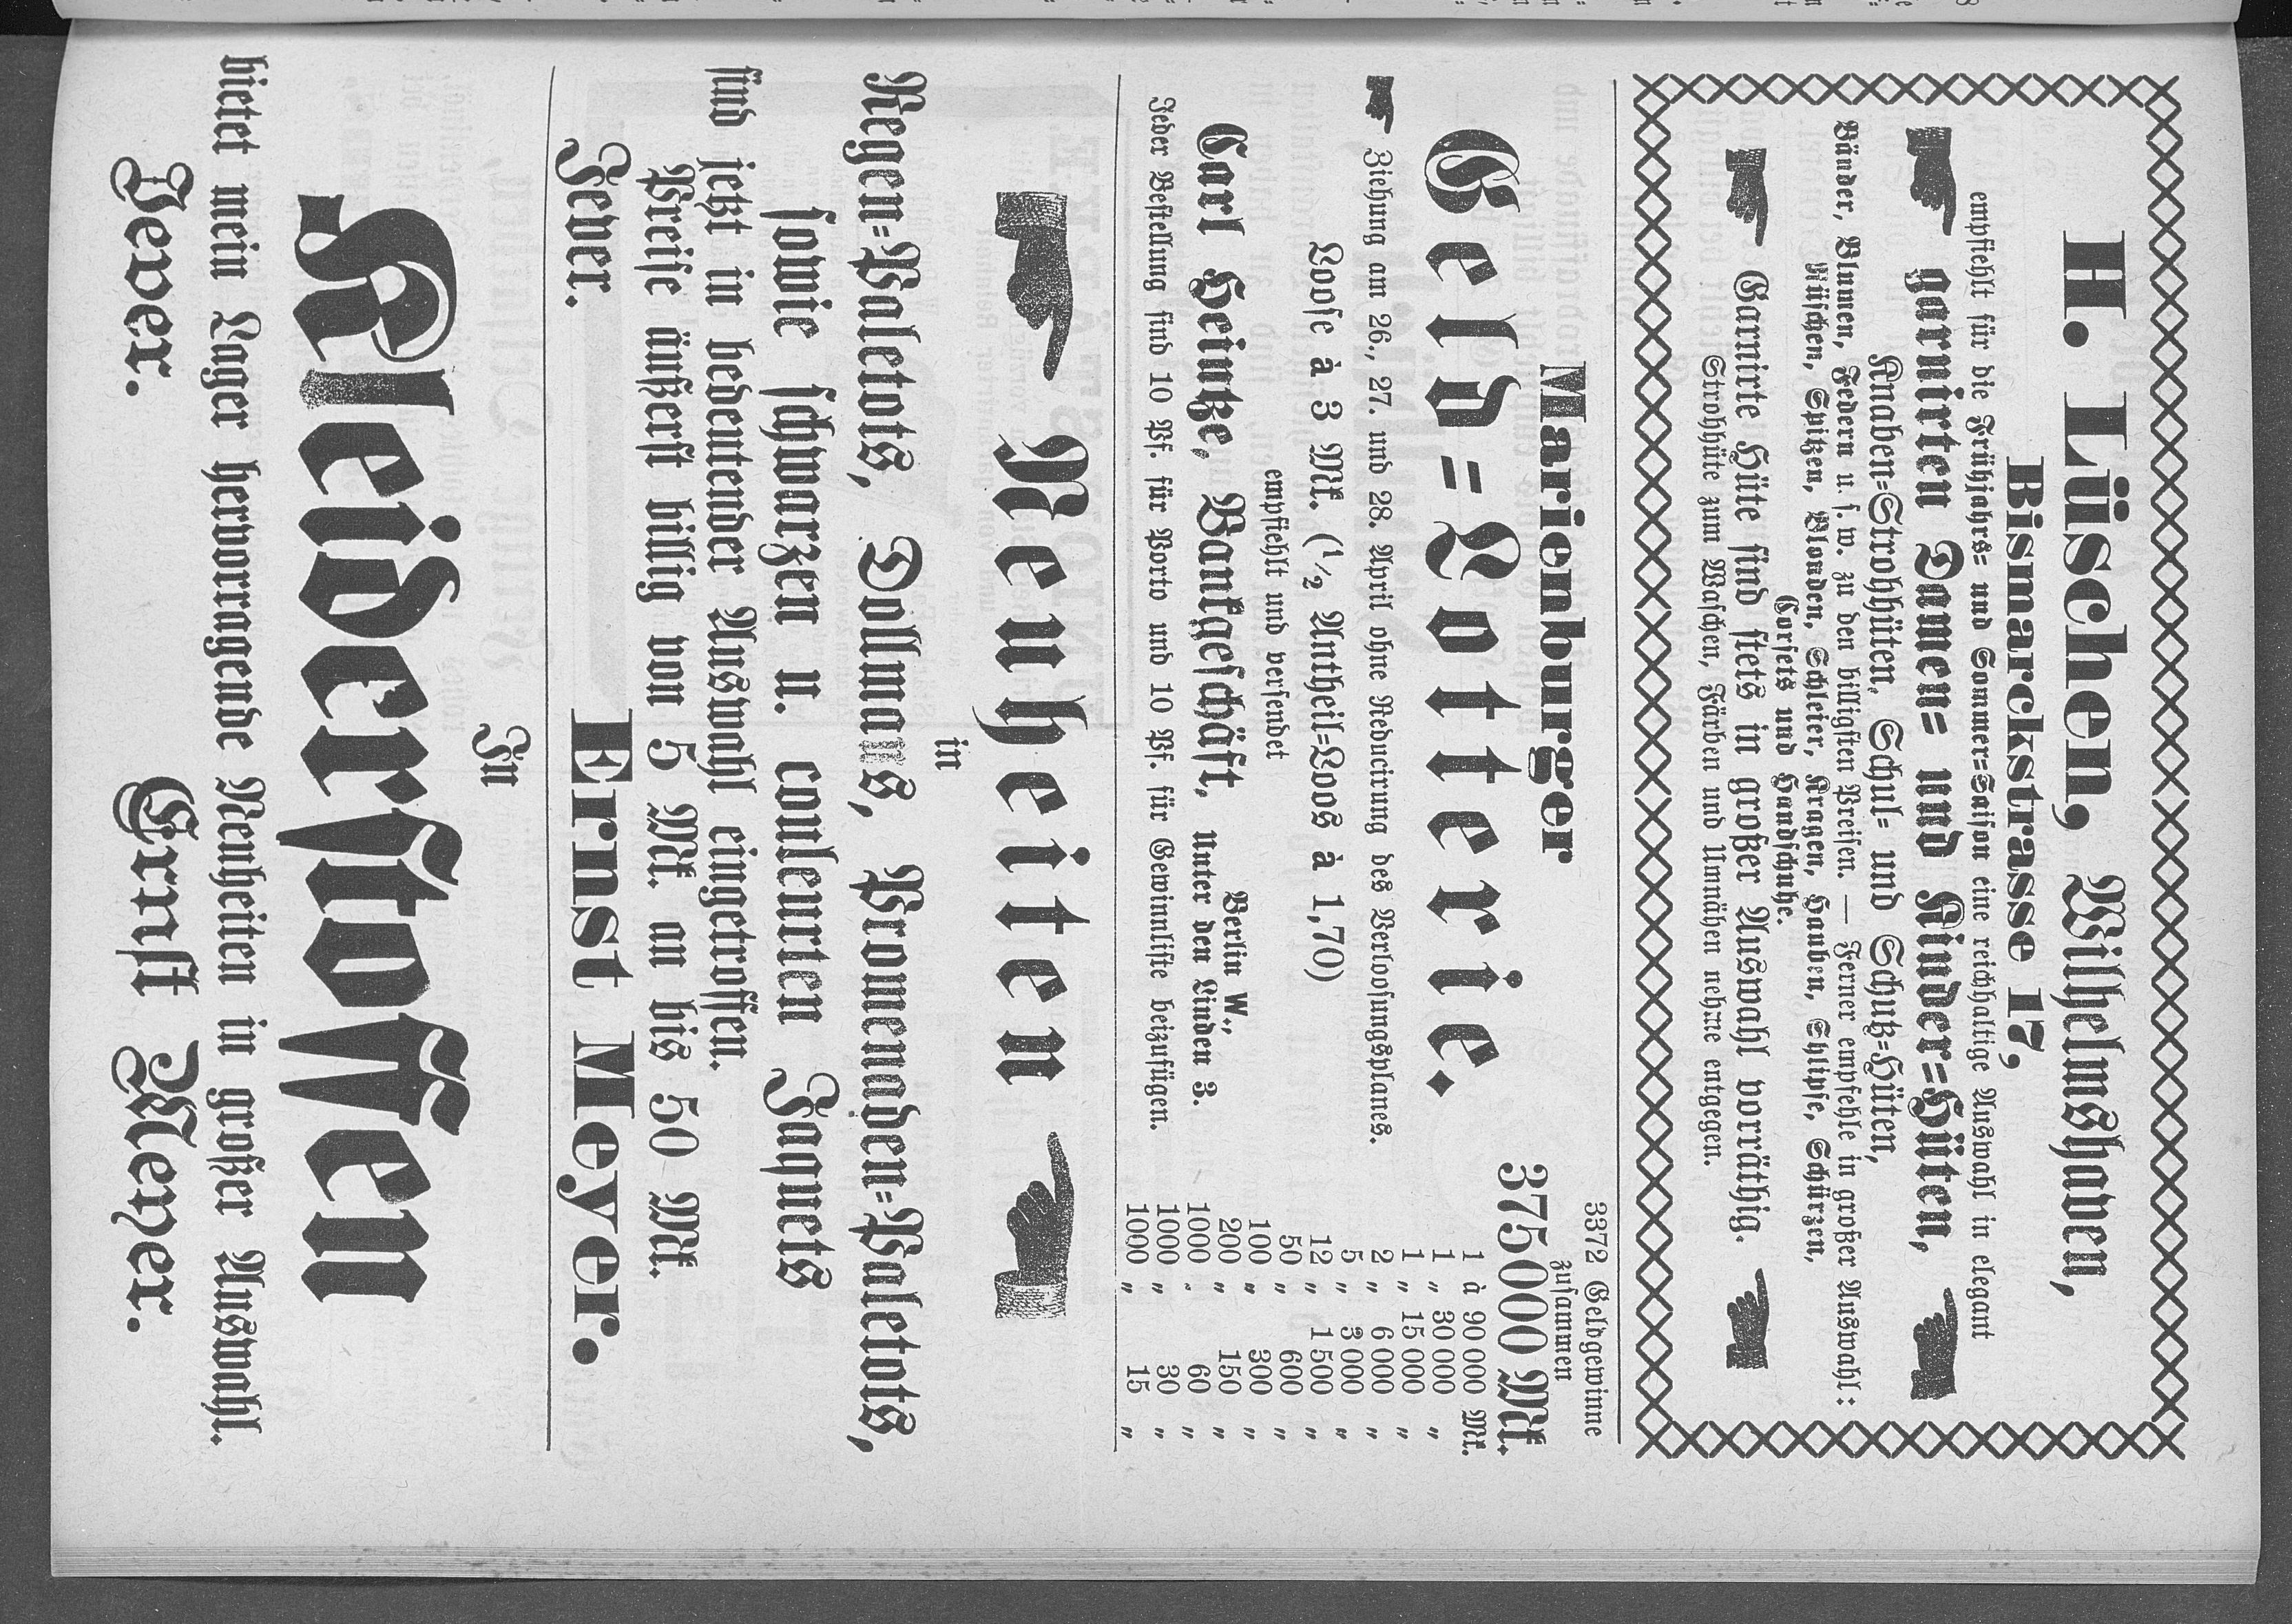 H. Lüschen, Wilhelmshaven,
Bismarckstrasse 17,
empfiehlt für die Frühjahrs- und Sommer-Saison eine reichhaltige Auswahl in elegant
garnirten Damen- und Kinder-Hüten,
Knaben-Strohhüten, Schul- und Schutz-Hüten,
Bänder, Blumen, Federn u. s. w. zu den billigsten Preisen. — Ferner empfehle in großer Auswahl:
Rüschen, Spitzen, Blonden, Schleier, Kragen, Hauben, Shlipse, Schürzen,
Corsets und Handschuhe.
Garnirte Hüte sind stets in großer Auswahl vorräthig.
Strohhüte zum Waschen, Färben und Umnähen nehme entgegen.
Marienburger
Geld-Lotterie.
Ziehung am 26., 27. und 28. April ohne Reducirung des Verloosungsplanes.
Loose à 3 Mk. (1/2 Antheil-Loos à 1,70)
empfiehlt und versendet
Carl Heintze, Bankgeschäft, Berlin W.,
Unter den Linden 3.
Jeder Bestellung sind 10 Pf. für Porto und 10 Pf. für Gewinnliste beizufügen.
3372 Geldgewinne
zusammen
375000 Mk.
1 à 90 000 Mk.
1 „ 30 000 „
1 „ 15 000 „
2 „ 6 000 „
5 „ 3 000 „
12 „ 1 500 „
50 „ 600 „
100 „ 300 „
200 „ 150 „
1000 „ 60 „
1000 „ 30 „
1000 „ 15 „
Neuheiten
in
Regen-Paletots, Dollmans, Promenaden-Paletots,
sowie schwarzen u. couleurten Jaquets
sind jetzt in bedeutender Auswahl eingetroffen.
Preise äußerst billig von 5 Mk. an bis 50 Mk.
Jever. Ernst Meyer.
In
Kleiderstoffen
bietet mein Lager hervorragende Neuheiten in großer Auswahl.
Jever. Ernst Meyer.